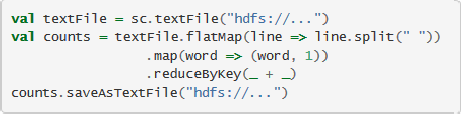 val textFile = sc.textFile("hdfs://...")
val counts = textFile.flatMap(line => line.split(" "))
                 .map(word => (word, 1))
                 .reduceByKey(_ + _)
counts.saveAsTextFile("hdfs://...")